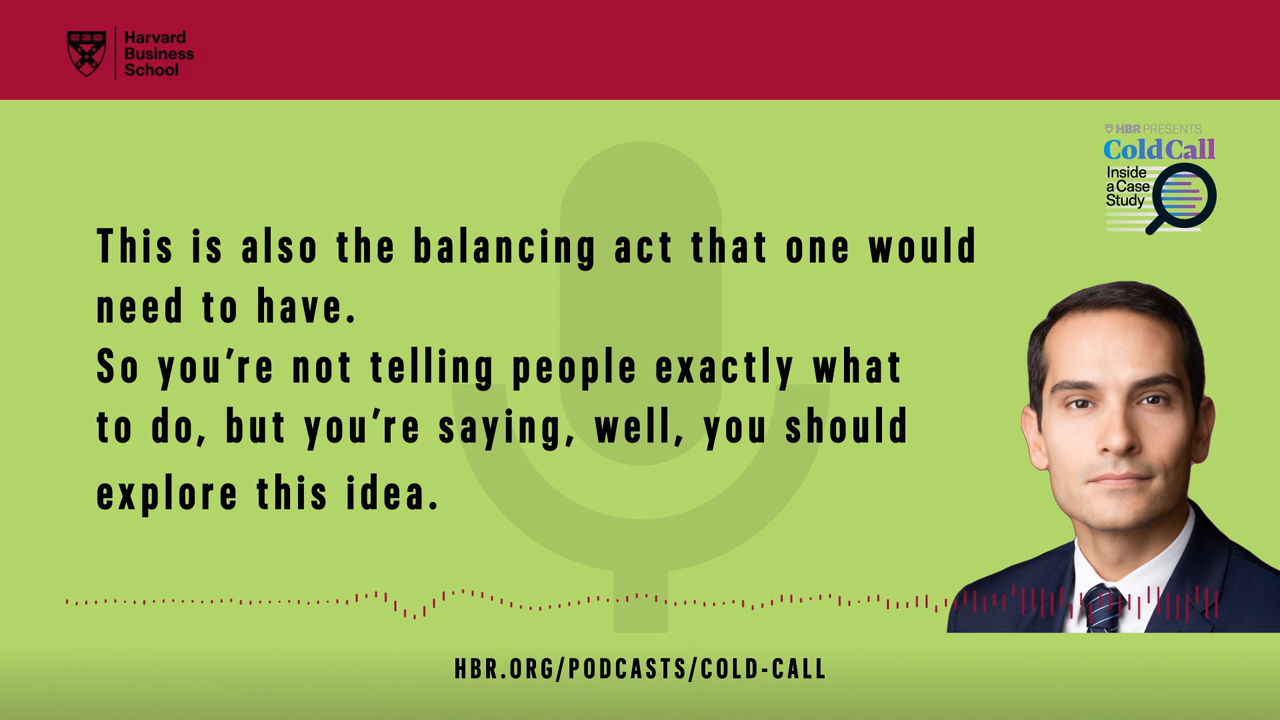 Harvard
Business
School
HBR PRESENTS
ColdCall
Inside
a Case
Study
This is also the balancing act that one would
need to have.
So you're not telling people exactly what
to do, but you're saying, well, you should
explore this idea.
HBR.ORG/PODCASTS/COLD-CALL